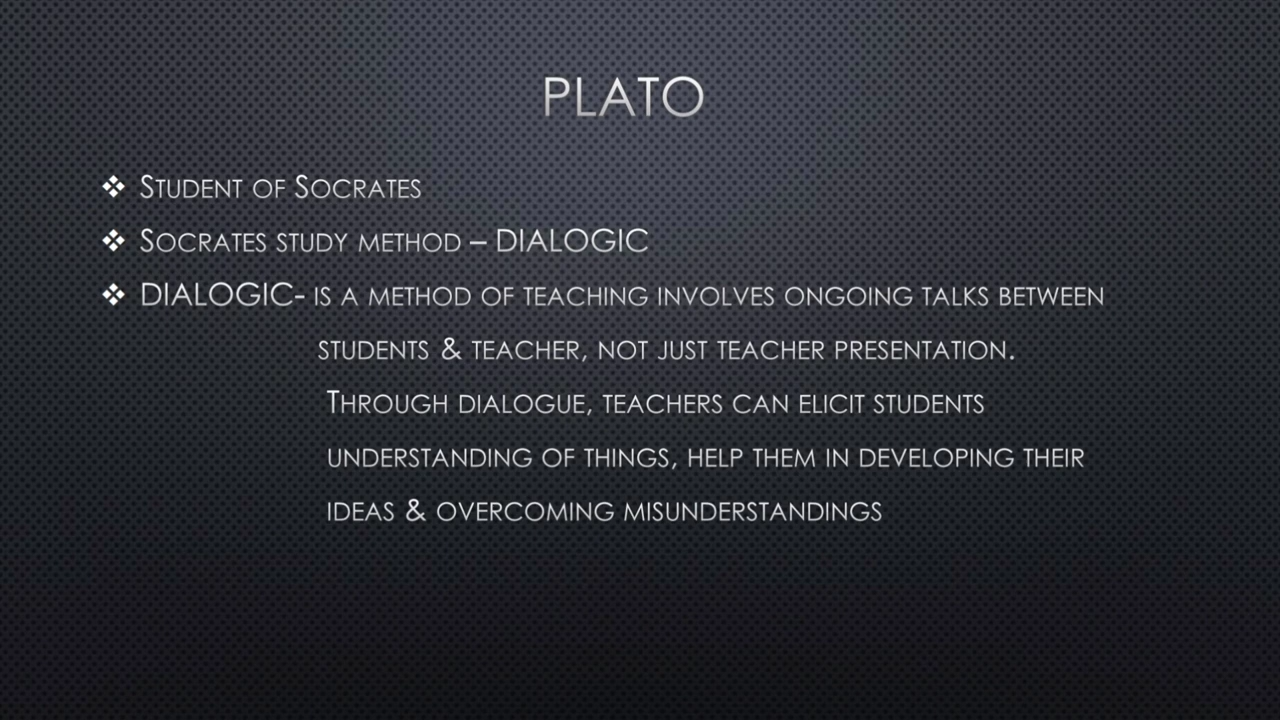 PLATO
❖ STUDENT OF SOCRATES
❖ SOCRATES STUDY METHOD – DIALOGIC
❖ DIALOGIC- IS A METHOD OF TEACHING INVOLVES ONGOING TALKS BETWEEN
STUDENTS & TEACHER, NOT JUST TEACHER PRESENTATION.
THROUGH DIALOGUE, TEACHERS CAN ELICIT STUDENTS
UNDERSTANDING OF THINGS, HELP THEM IN DEVELOPING THEIR
IDEAS & OVERCOMING MISUNDERSTANDINGS